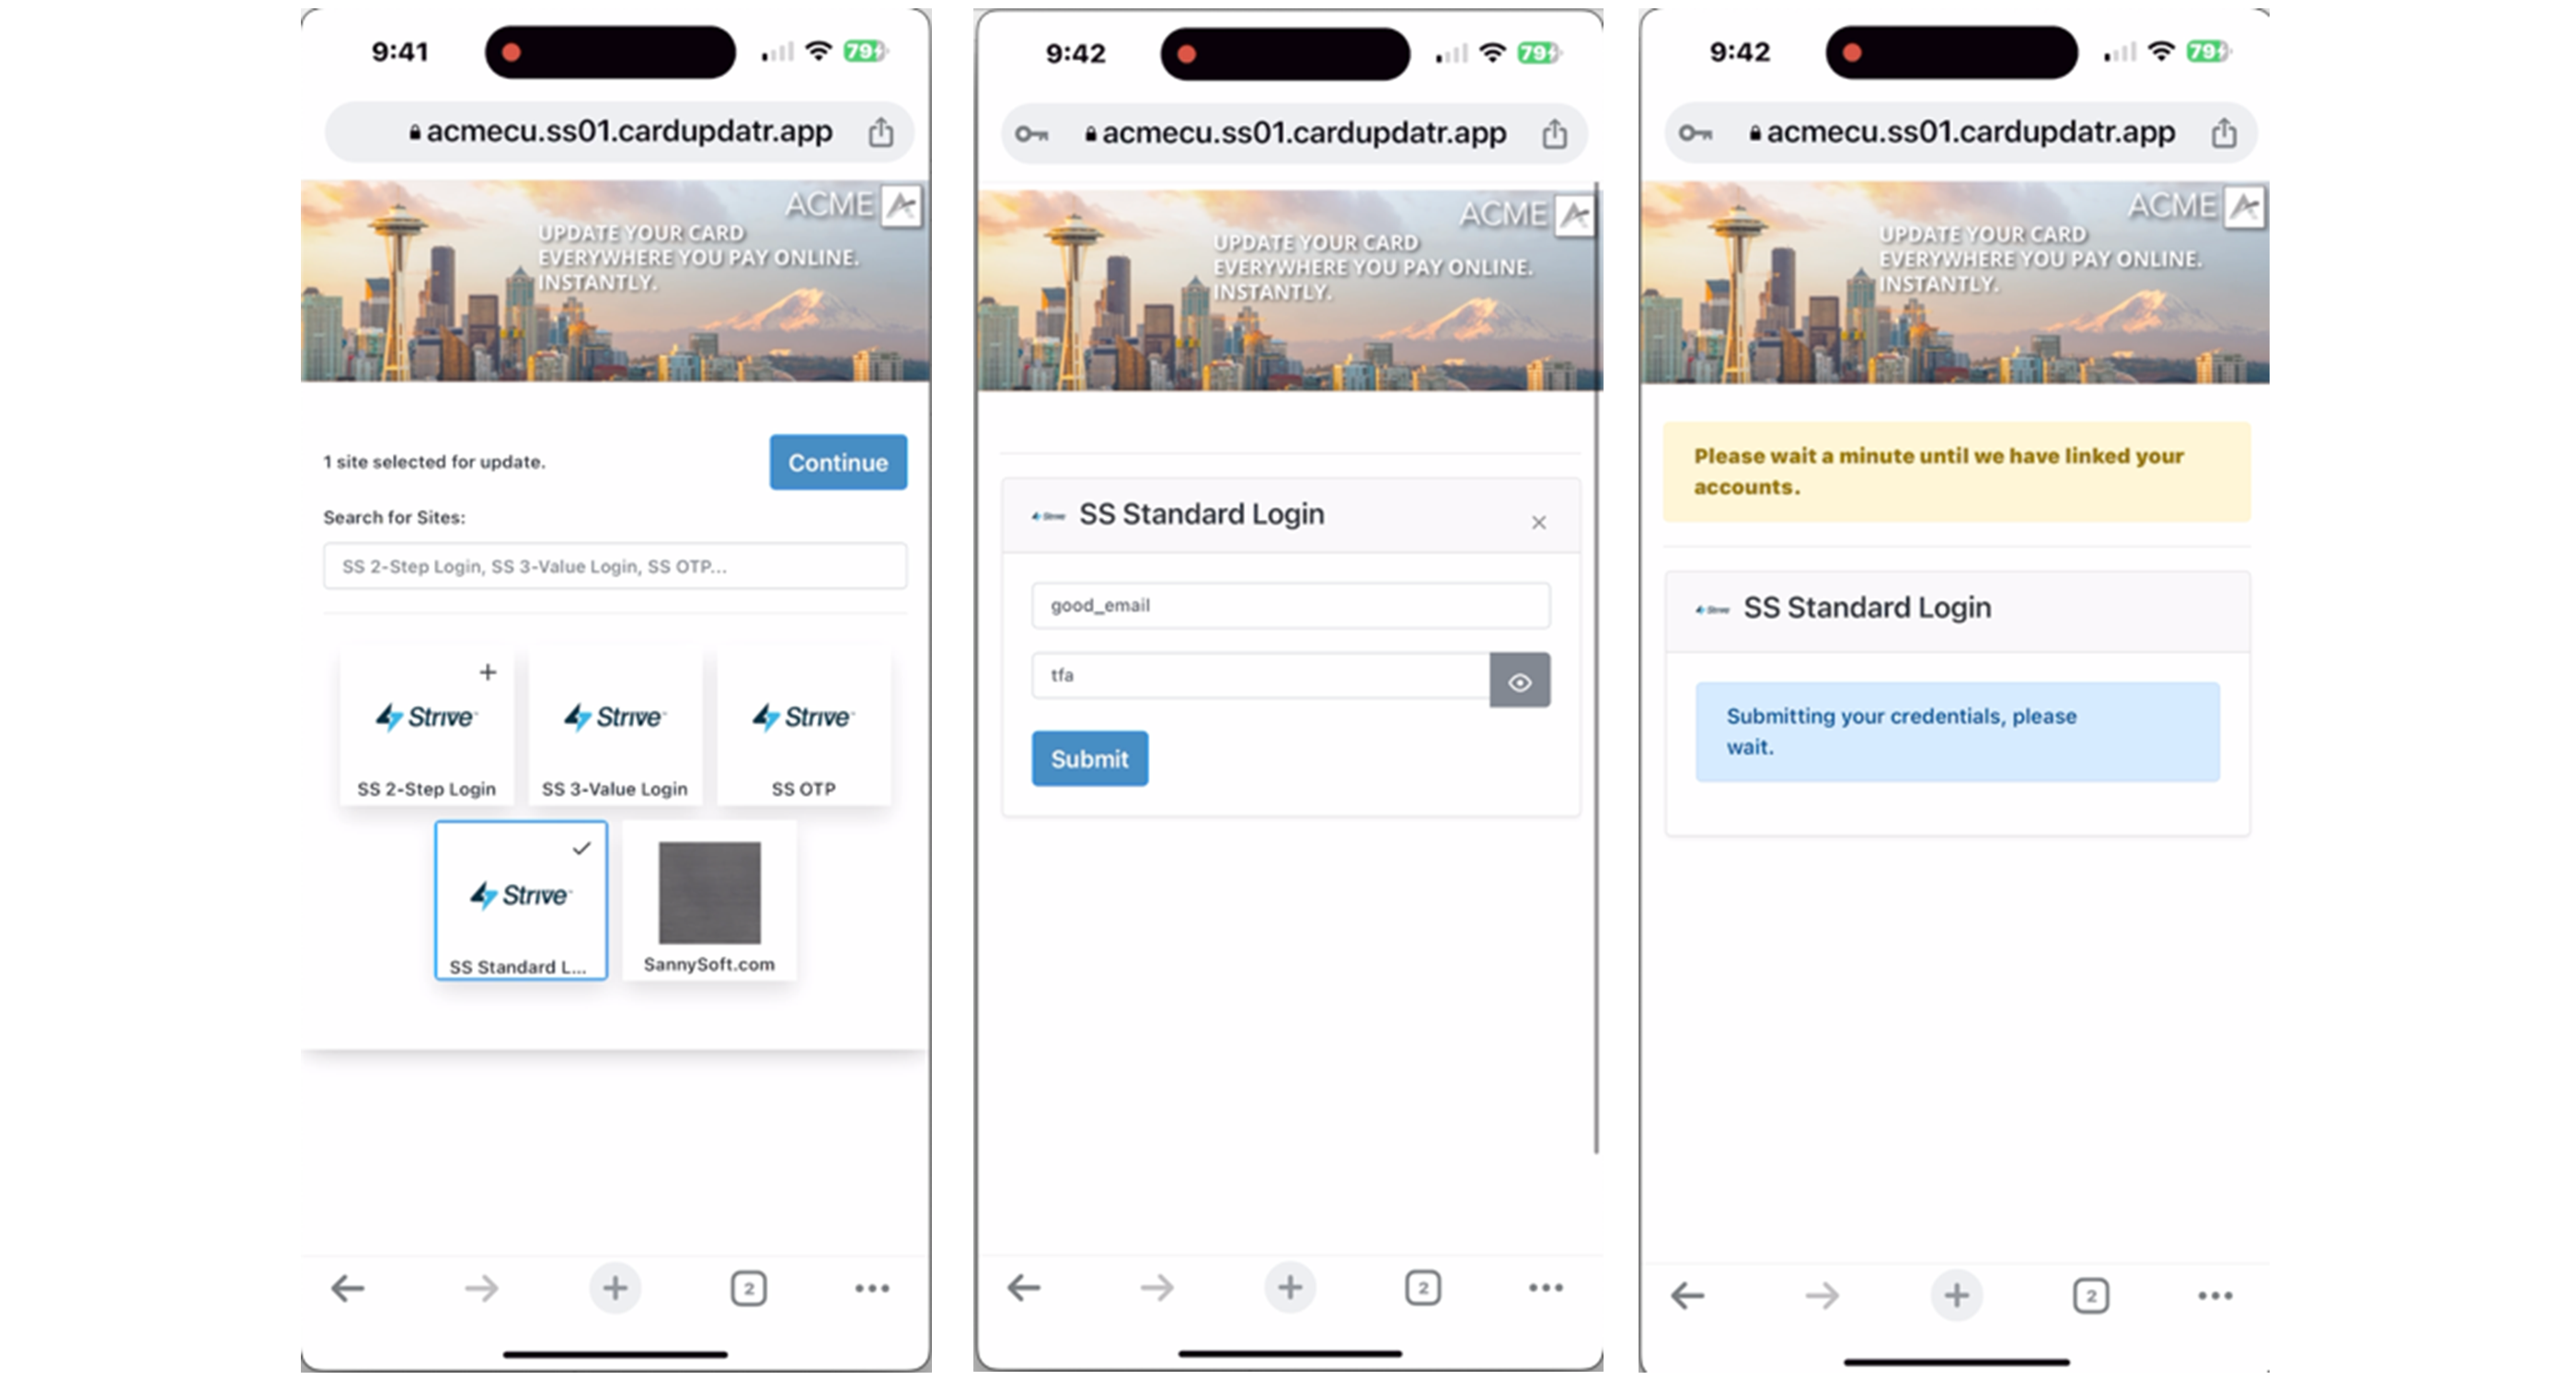 9:41
79
acmecu.ss01.cardupdatr.app
ACME
UPDATE YOUR CARD
EVERYWHERE YOU PAY ONLINE.
INSTANTLY.
1 site selected for update.
Continue
Search for Sites:
SS 2-Step Login, SS 3-Value Login, SS OTP...
Strive
Strive
Strive
SS 2-Step Login
SS 3-Value Login
SS OTP
Strive
SS Standard L...
SannySoft.com
2
9:42
79
acmecu.ss01.cardupdatr.app
ACME
UPDATE YOUR CARD
EVERYWHERE YOU PAY ONLINE.
INSTANTLY.
Strive SS Standard Login
good_email
tfa
Submit
2
9:42
79
acmecu.ss01.cardupdatr.app
ACME
UPDATE YOUR CARD
EVERYWHERE YOU PAY ONLINE.
INSTANTLY.
Please wait a minute until we have linked your
accounts.
Strive SS Standard Login
Submitting your credentials, please
wait.
2